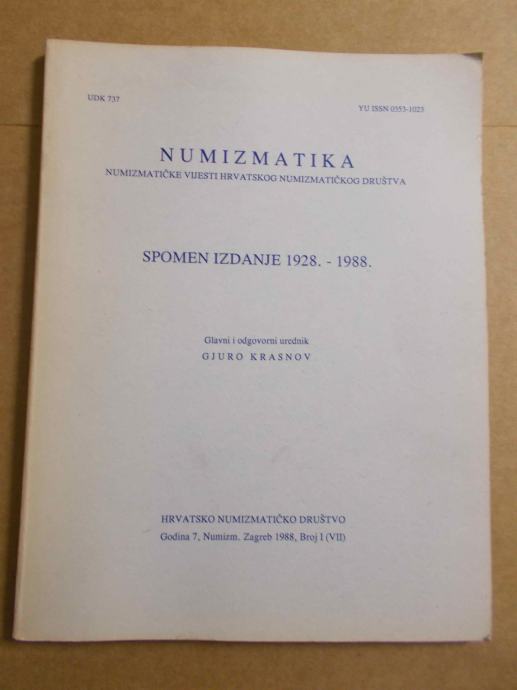 UDK 737
YU ISSN 0353-1023
NUMIZMATIKA
NUMIZMATIČKE VIJESTI HRVATSKOG NUMIZMATIČKOG DRUŠTVA
SPOMEN IZDANJE 1928. - 1988.
Glavni i odgovorni urednik
GJURO KRASNOV
HRVATSKO NUMIZMATIČKO DRUŠTVO
Godina 7, Numizm. Zagreb 1988, Broj I (VII)